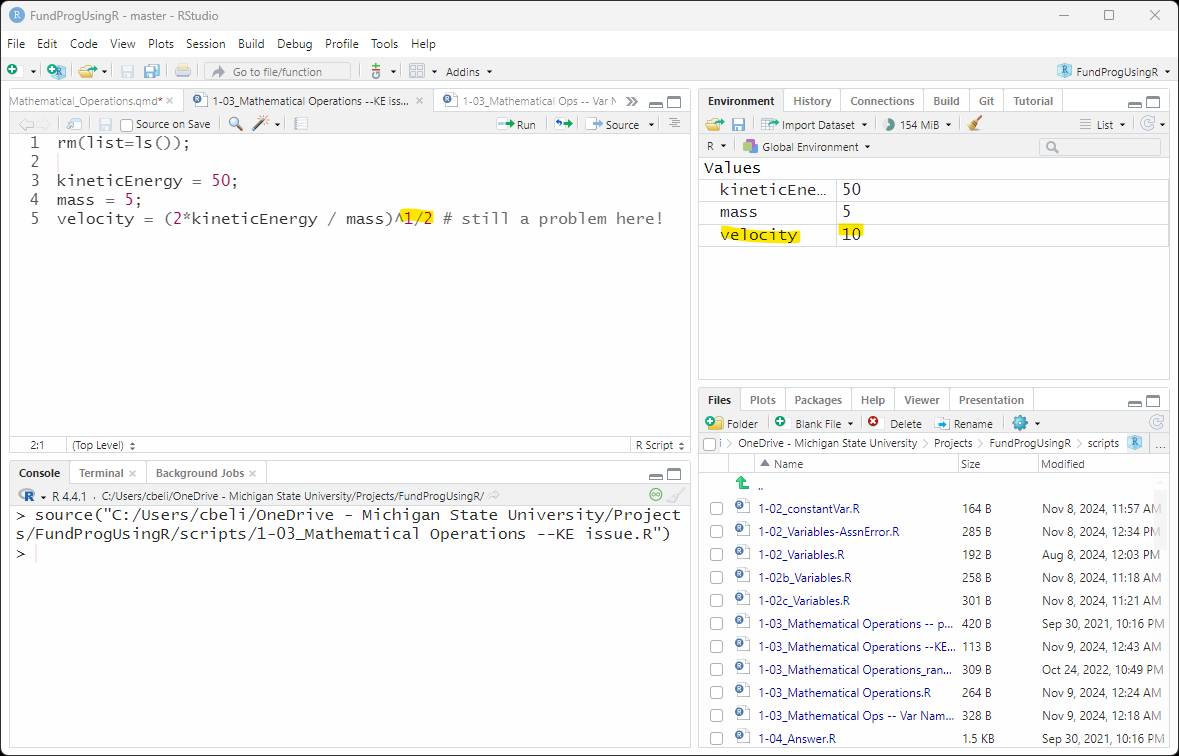 FundProgUsingR - master - RStudio
File Edit Code View Plots Session Build Debug Profile Tools Help
Go to file/function Addins FundProgUsingR
Mathematical_Operations.qmd* 1-03_Mathematical Operations --KE iss... 1-03_Mathematical Ops -- Var N
Source on Save Run Source
1 rm(list=ls());
2
3 kineticEnergy = 50;
4 mass = 5;
5 velocity = (2*kineticEnergy / mass)^1/2 # still a problem here!
2:1 (Top Level) R Script
Console Terminal Background Jobs
R 4.4.1 · C:/Users/cbeli/OneDrive - Michigan State University/Projects/FundProgUsingR/
> source("C:/Users/cbeli/OneDrive - Michigan State University/Project
s/FundProgUsingR/scripts/1-03_Mathematical Operations --KE issue.R")
>
Environment History Connections Build Git Tutorial
Import Dataset 154 MiB List
R Global Environment
Values
kineticEne... 50
mass 5
velocity 10
Files Plots Packages Help Viewer Presentation
Folder Blank File Delete Rename
OneDrive - Michigan State University Projects FundProgUsingR scripts ...
Name Size Modified
..
1-02_constantVar.R 164 B Nov 8, 2024, 11:57 AM
1-02_Variables-AssnError.R 285 B Nov 8, 2024, 12:34 PM
1-02_Variables.R 192 B Aug 8, 2024, 12:03 PM
1-02b_Variables.R 258 B Nov 8, 2024, 11:18 AM
1-02c_Variables.R 301 B Nov 8, 2024, 11:21 AM
1-03_Mathematical Operations -- p... 420 B Sep 30, 2021, 10:16 PM
1-03_Mathematical Operations --KE... 113 B Nov 9, 2024, 12:43 AM
1-03_Mathematical Operations_ran... 309 B Oct 24, 2022, 10:49 PM
1-03_Mathematical Operations.R 264 B Nov 9, 2024, 12:24 AM
1-03_Mathematical Ops -- Var Nam... 328 B Nov 9, 2024, 12:18 AM
1-04_Answer.R 1.5 KB Sep 30, 2021, 10:16 PM